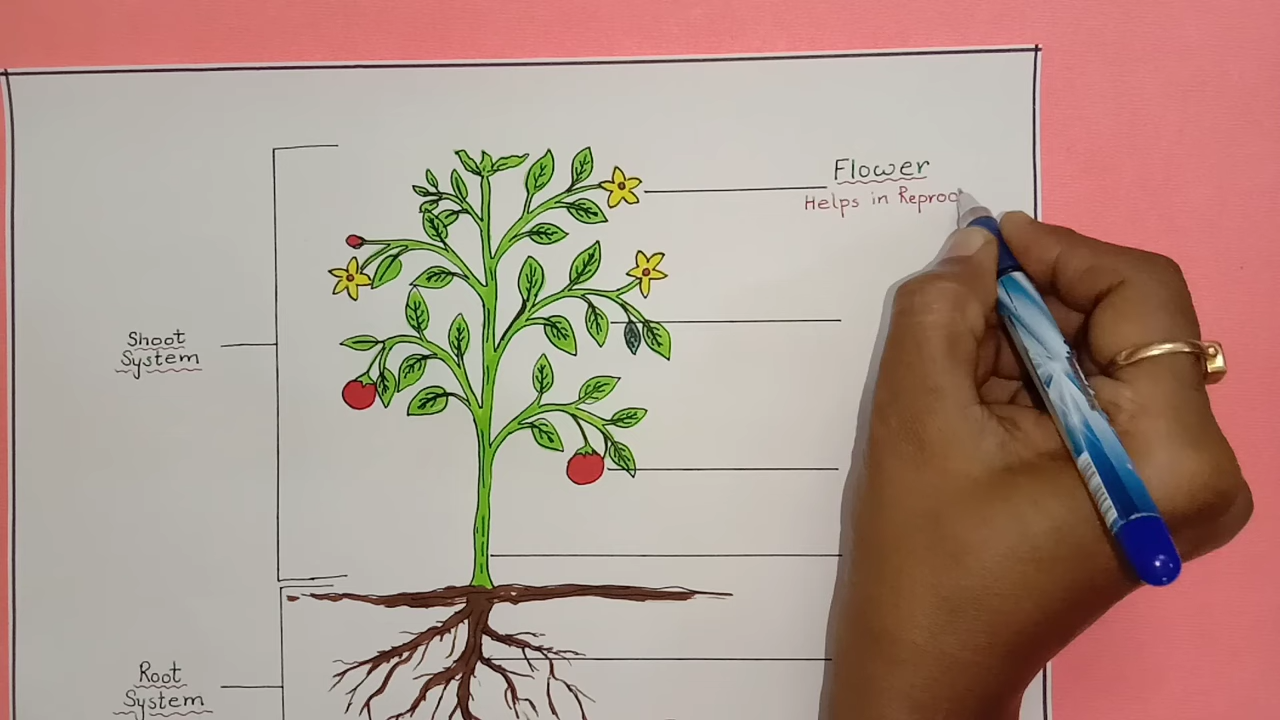 Flower
Helps in Reproc
Shoot
System
Root
System